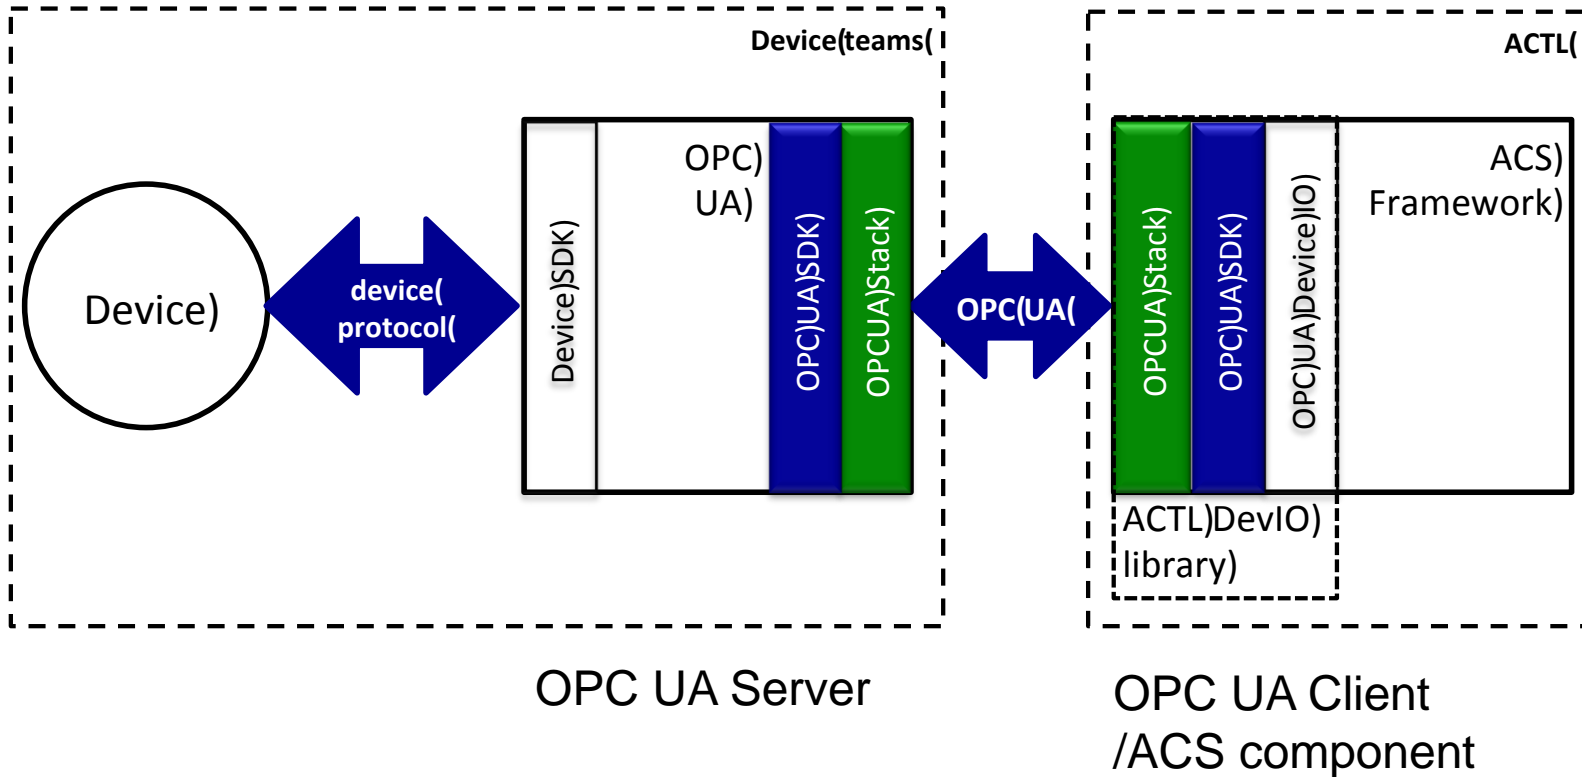 Device(teams(
ACTL(
Device)
device(
protocol(
Device)SDK)
OPC)
UA)
OPC)UA)SDK)
OPCUA)Stack)
OPC(UA(
OPCUA)Stack)
OPC)UA)SDK)
OPC)UA)Device)IO)
ACS)
Framework)
ACTL)DevIO)
library)
OPC UA Server
OPC UA Client
/ACS component